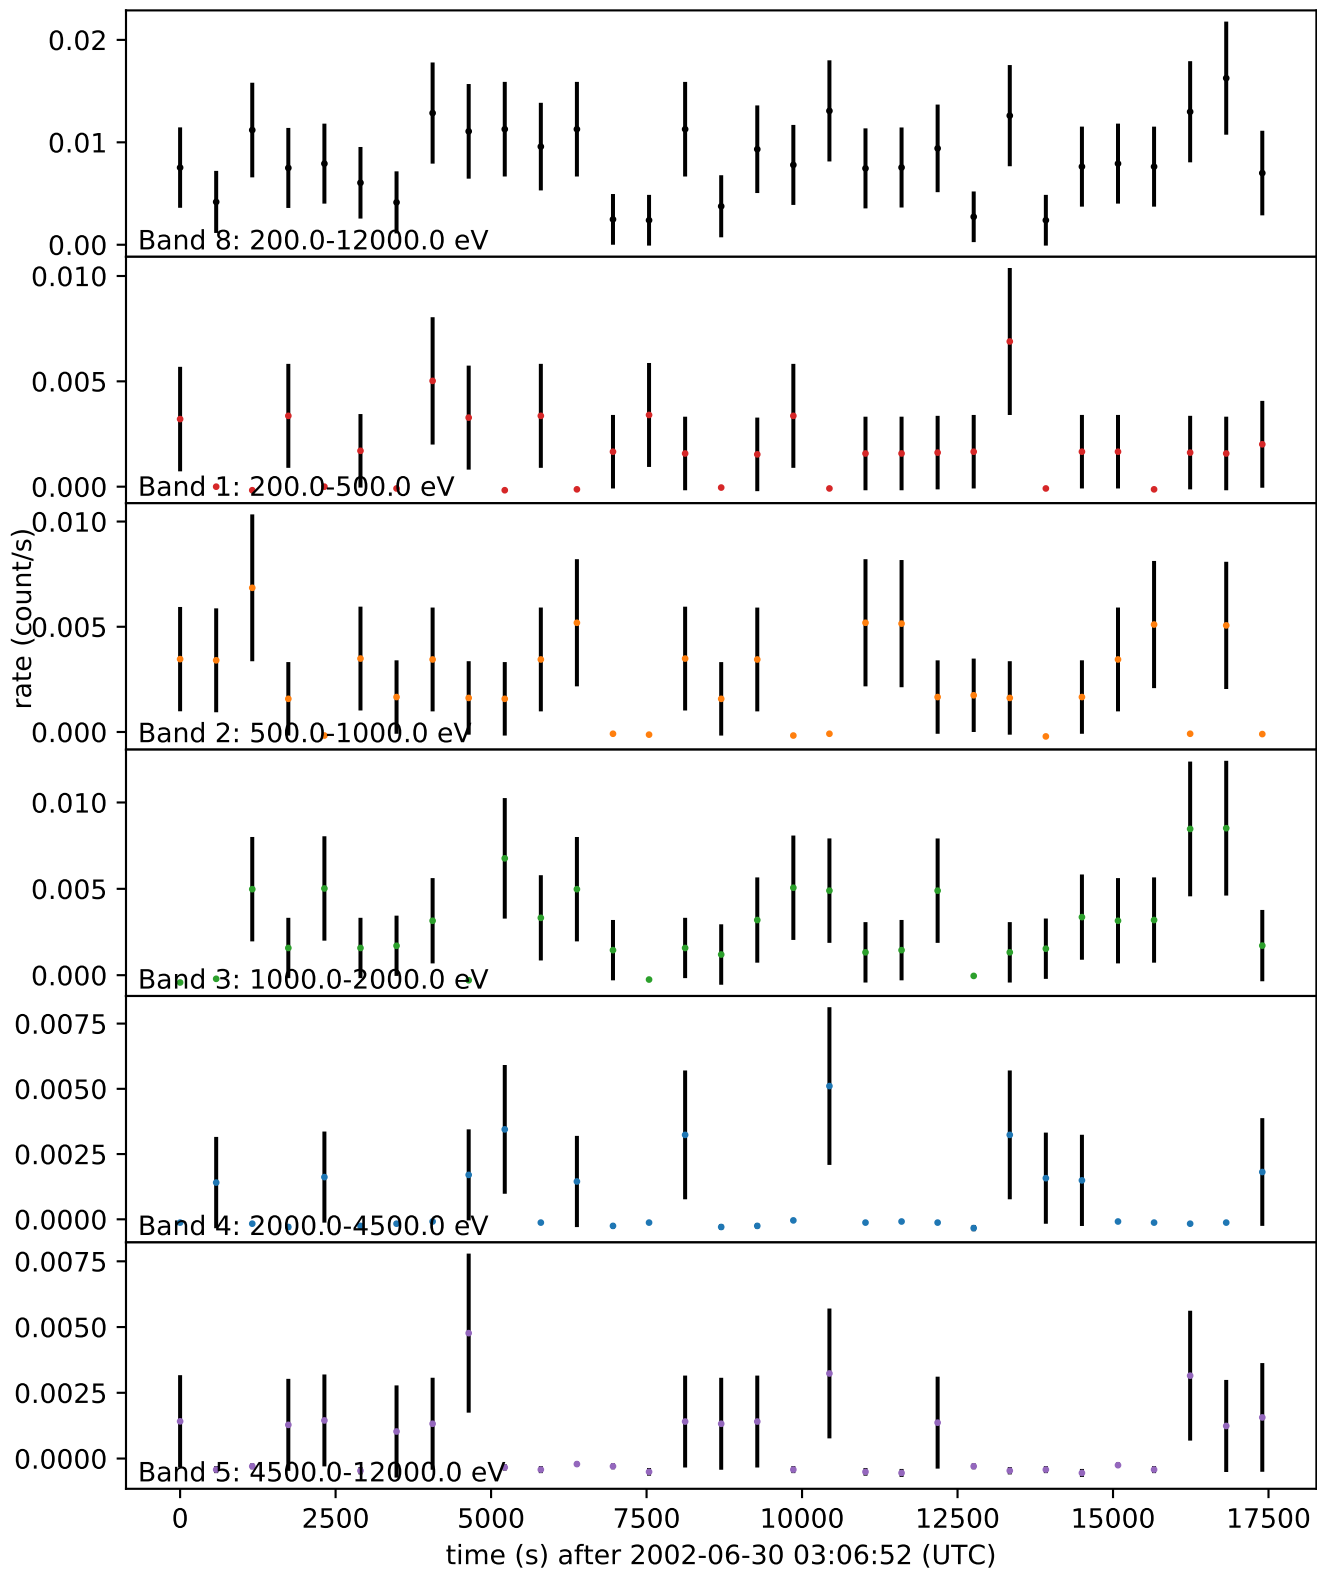 0.02
0.01
0.00
Band 8: 200.0-12000.0 eV
0.010
0.005
0.000
Band 1: 200.0-500.0 eV
rate (count/s)
0.010
0.005
0.000
Band 2: 500.0-1000.0 eV
0.010
0.005
0.000
Band 3: 1000.0-2000.0 eV
0.0075
0.0050
0.0025
0.0000
Band 4: 2000.0-4500.0 eV
0.0075
0.0050
0.0025
0.0000
Band 5: 4500.0-12000.0 eV
0 2500 5000 7500 10000 12500 15000 17500
time (s) after 2002-06-30 03:06:52 (UTC)